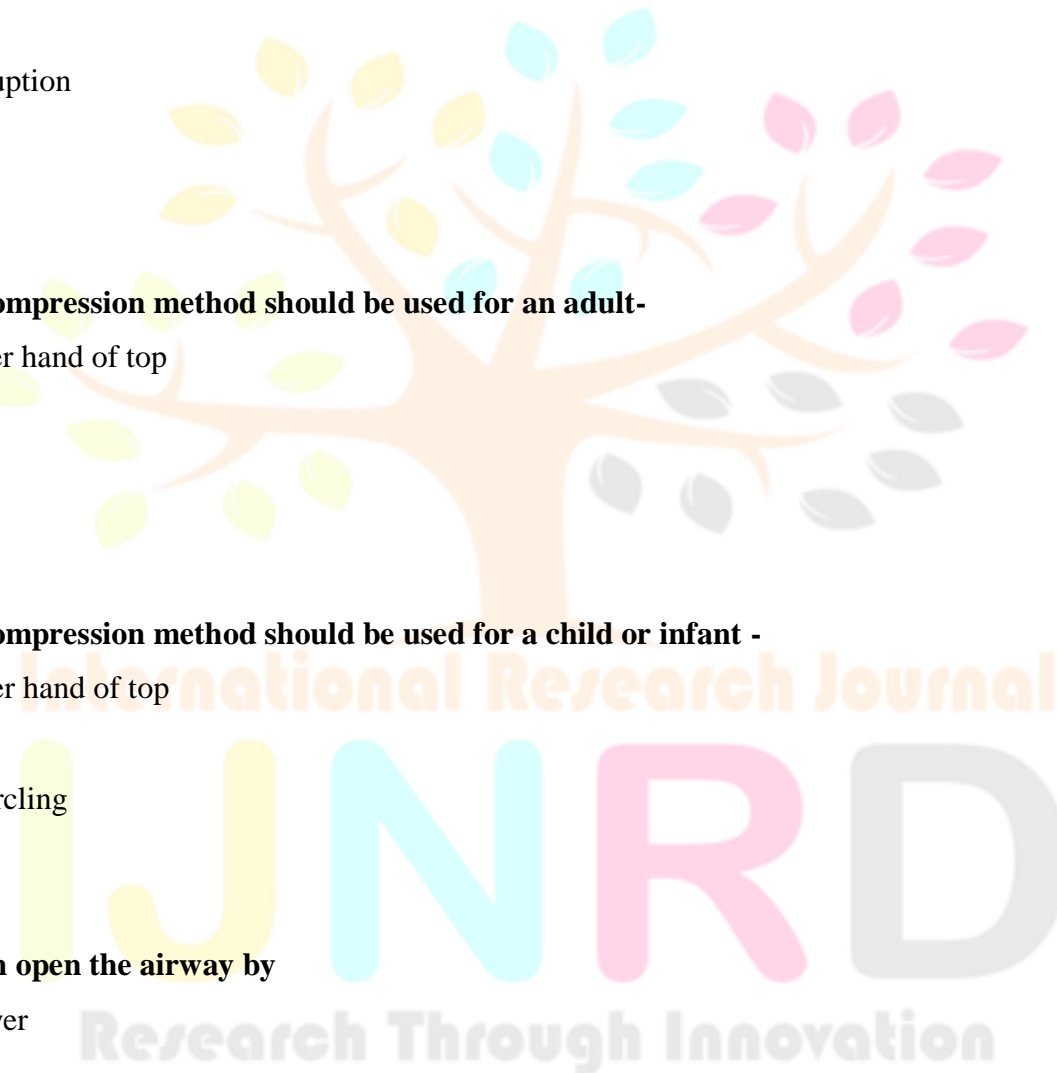 uption
ompression method should be used for an adult-
er hand of top
ompression method should be used for a child or infant -
er hand of top
International Research Journal
rcling
IJNRD
n open the airway by
ver
Research Through Innovation